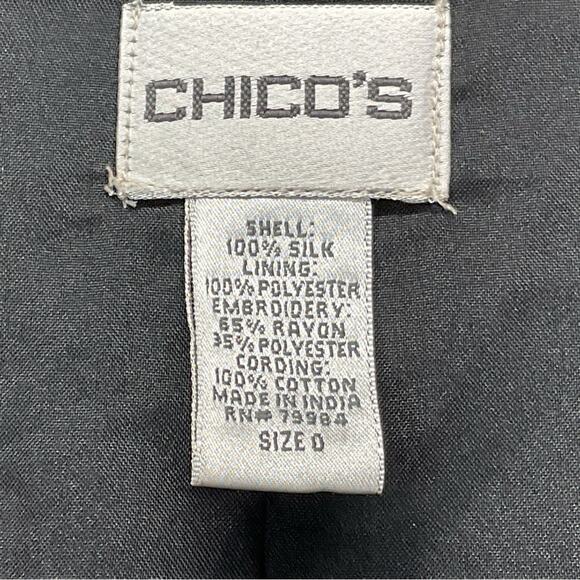 CHICO'S
SHELL:
100% SILK
LINING:
100% POLYESTER
EMBROIDERY:
65% RAYON
35% POLYESTER
CORDING:
100% COTTON
MADE IN INDIA
RN# 79984
SIZE 0